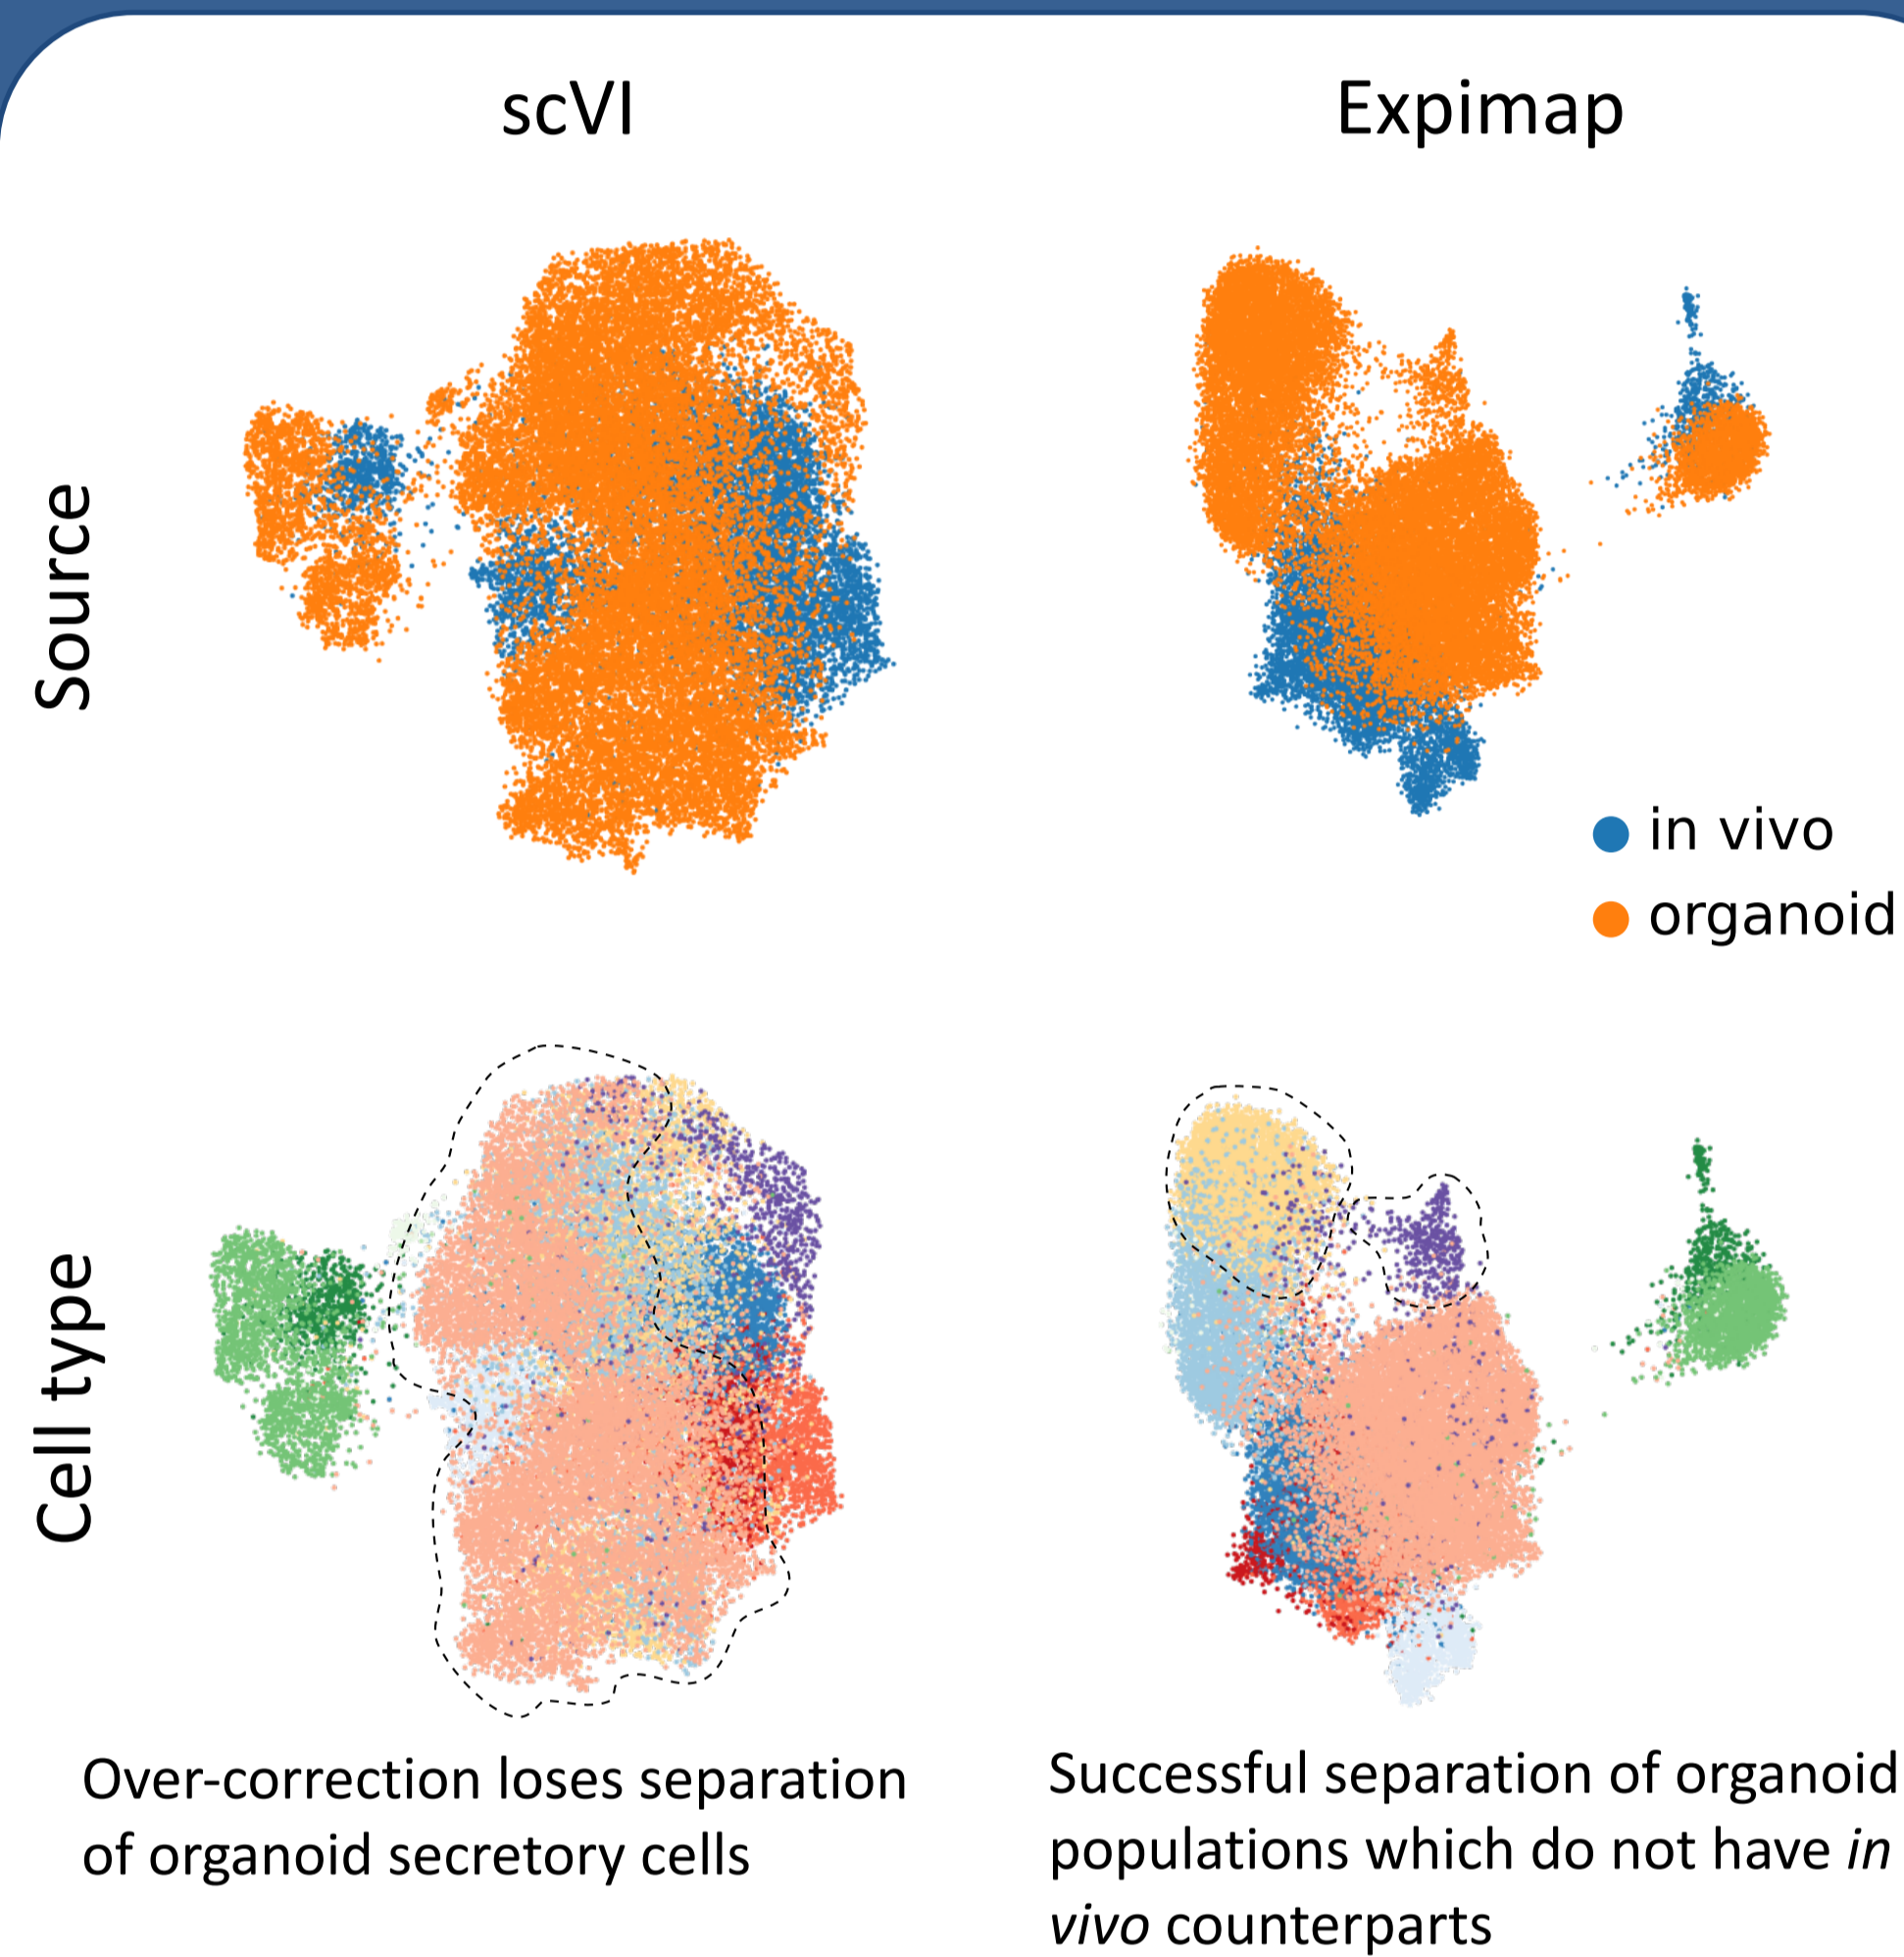 scVI
Expimap
Source
in vivo
organoid
Cell type
Over-correction loses separation
of organoid secretory cells
Successful separation of organoid
populations which do not have in
vivo counterparts